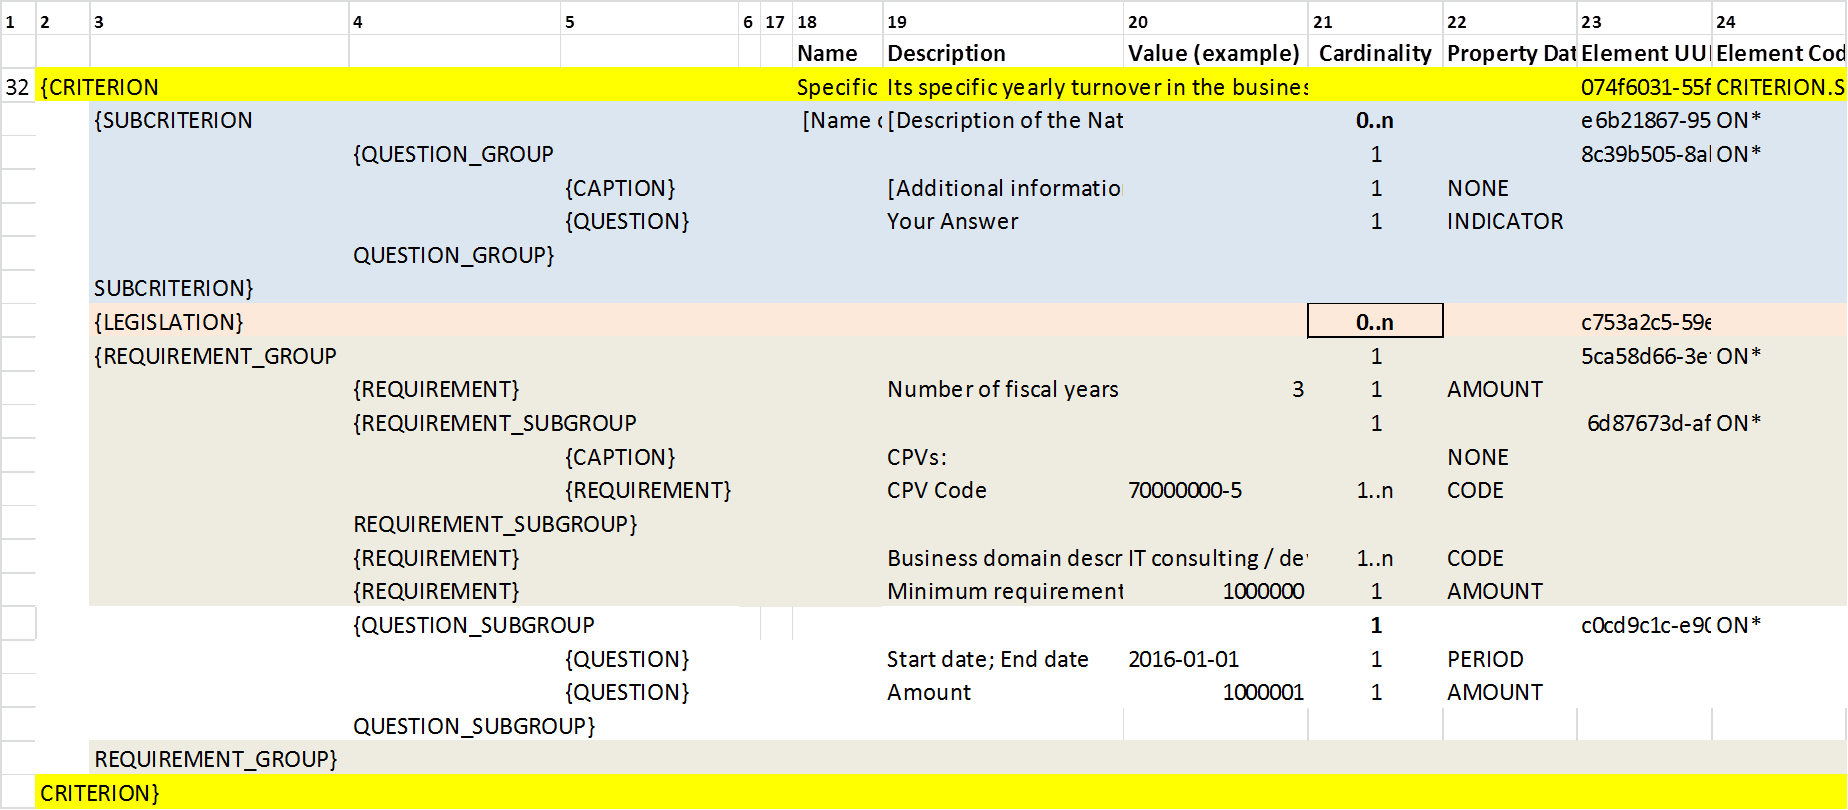 1 2 3 4 5 6 17 18 19 20 21 22 23 24
Name Description Value (example) Cardinality Property Dat Element UUI Element Cod
32 {CRITERION Specific Its specific yearly turnover in the busines 074f6031-55f CRITERION.S
{SUBCRITERION [Name o [Description of the Nat 0..n e6b21867-95 ON*
{QUESTION_GROUP 1 8c39b505-8al ON*
{CAPTION} [Additional informatio 1 NONE
{QUESTION} Your Answer 1 INDICATOR
QUESTION_GROUP}
SUBCRITERION}
{LEGISLATION} 0..n c753a2c5-59e
{REQUIREMENT_GROUP 1 5ca58d66-3e ON*
{REQUIREMENT} Number of fiscal years 3 1 AMOUNT
{REQUIREMENT_SUBGROUP 1 6d87673d-af ON*
{CAPTION} CPVs: NONE
{REQUIREMENT} CPV Code 70000000-5 1..n CODE
REQUIREMENT_SUBGROUP}
{REQUIREMENT} Business domain descr IT consulting / de 1..n CODE
{REQUIREMENT} Minimum requirement 1000000 1 AMOUNT
{QUESTION_SUBGROUP 1 c0cd9c1c-e90 ON*
{QUESTION} Start date; End date 2016-01-01 1 PERIOD
{QUESTION} Amount 1000001 1 AMOUNT
QUESTION_SUBGROUP}
REQUIREMENT_GROUP}
CRITERION}